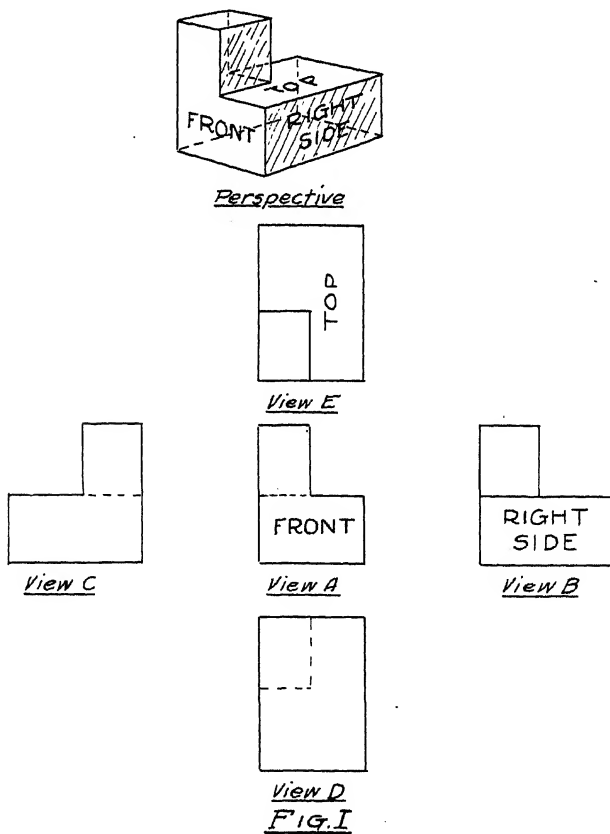 TOP
FRONT
RIGHT
SIDE
Perspective
TOP
View E
FRONT
RIGHT
SIDE
View C
View A
View B
View D
FIG. I